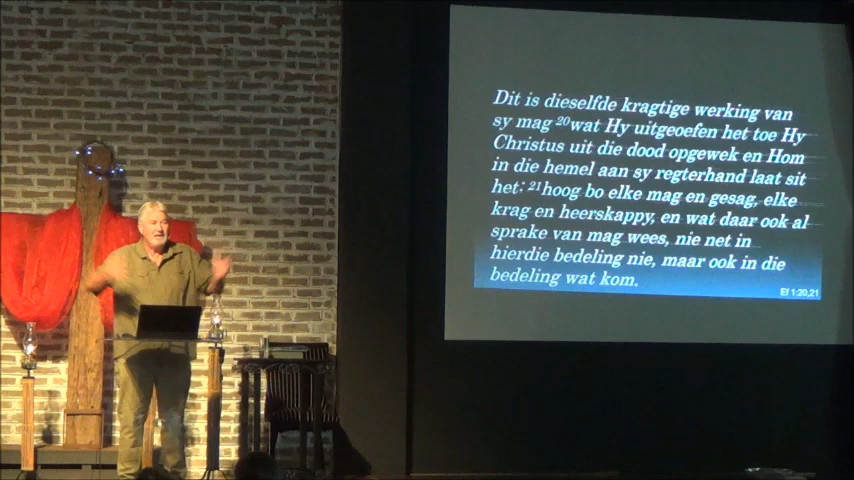 Dit is dieselfde kragtige werking van
sy mag ²⁰wat Hy uitgeoefen het toe Hy
Christus uit die dood opgewek en Hom
in die hemel aan sy regterhand laat sit
het: ²¹hoog bo elke mag en gesag, elke
krag en heerskappy, en wat daar ook al
sprake van mag wees, nie net in
hierdie bedeling nie, maar ook in die
bedeling wat kom.
Ef 1:20,21